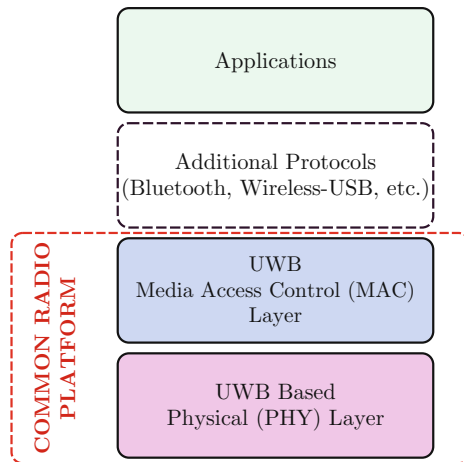 Applications
Additional Protocols
(Bluetooth, Wireless-USB, etc.)
UWB
Media Access Control (MAC)
Layer
UWB Based
Physical (PHY) Layer
COMMON RADIO
PLATFORM